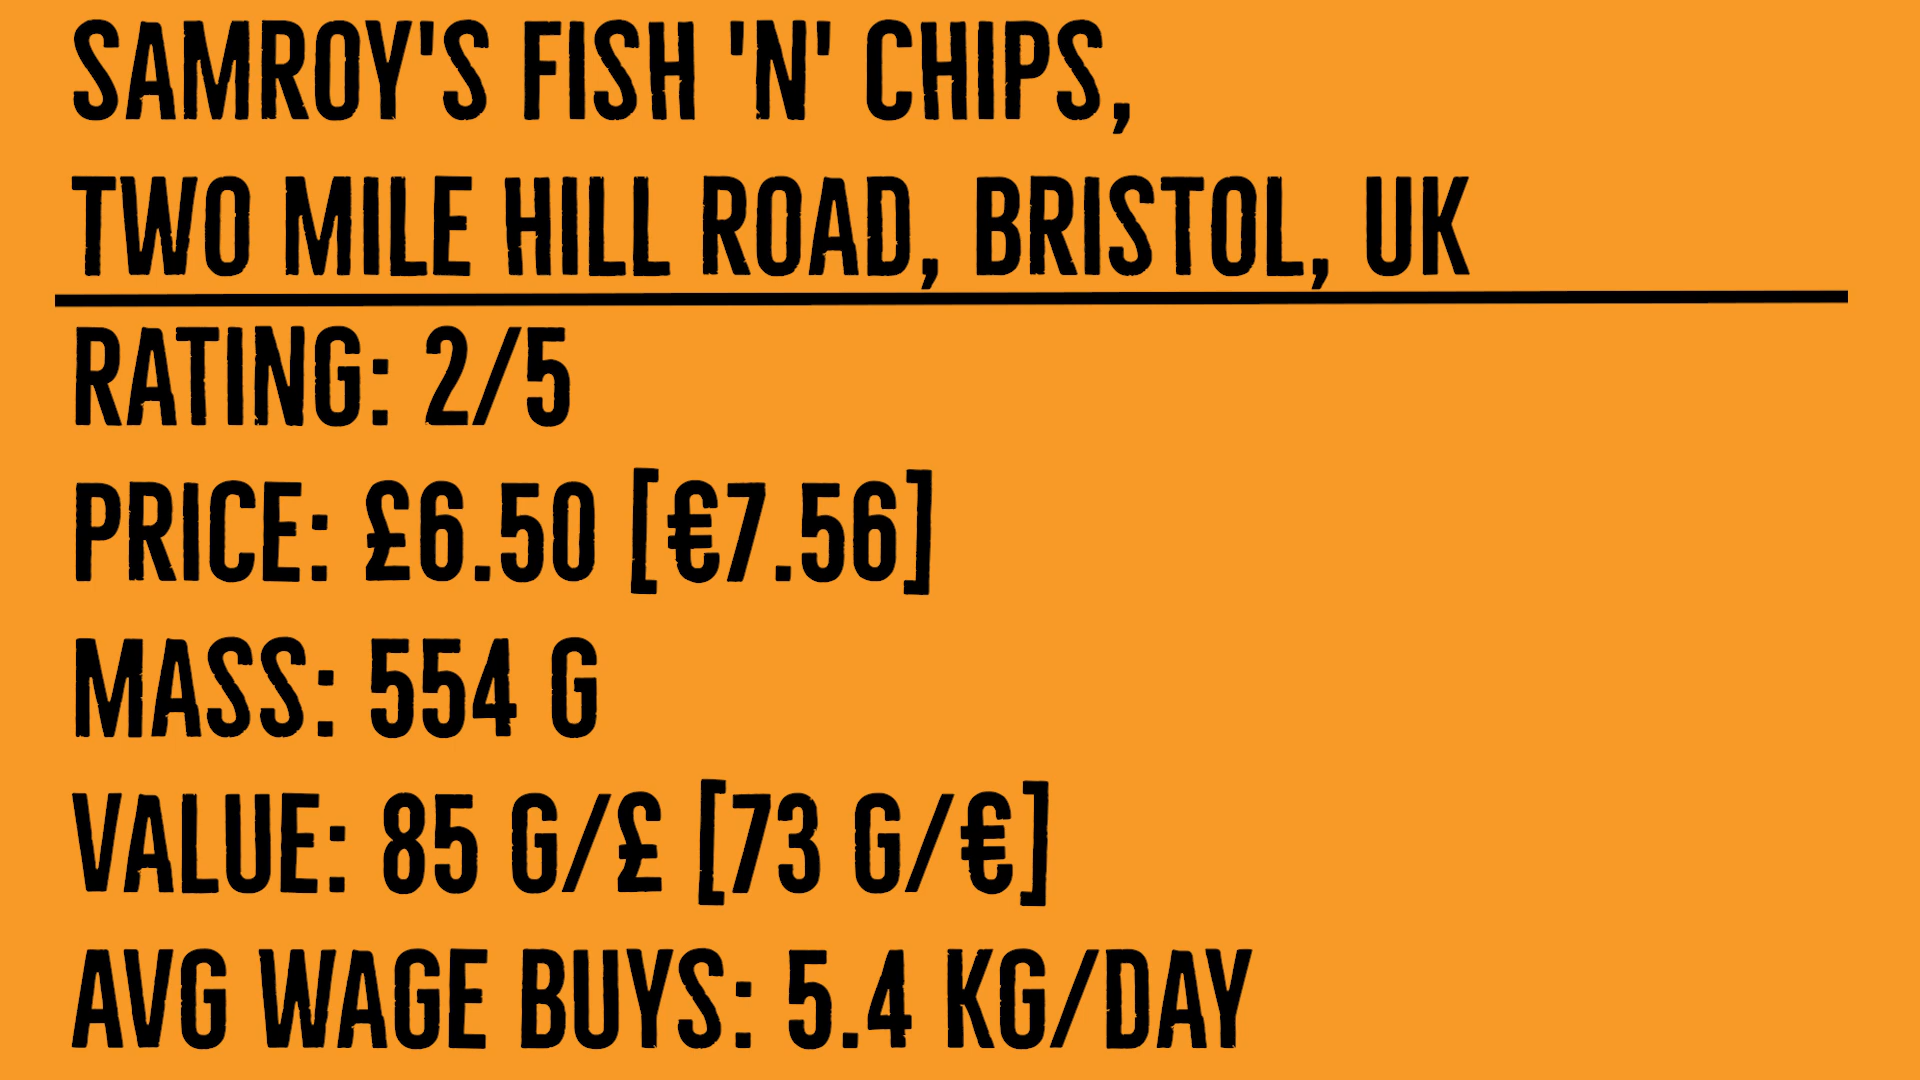 SAMROY'S FISH 'N' CHIPS,
TWO MILE HILL ROAD, BRISTOL, UK
RATING: 2/5
PRICE: £6.50 [€7.56]
MASS: 554 G
VALUE: 85 G/£ [73 G/€]
AVG WAGE BUYS: 5.4 KG/DAY